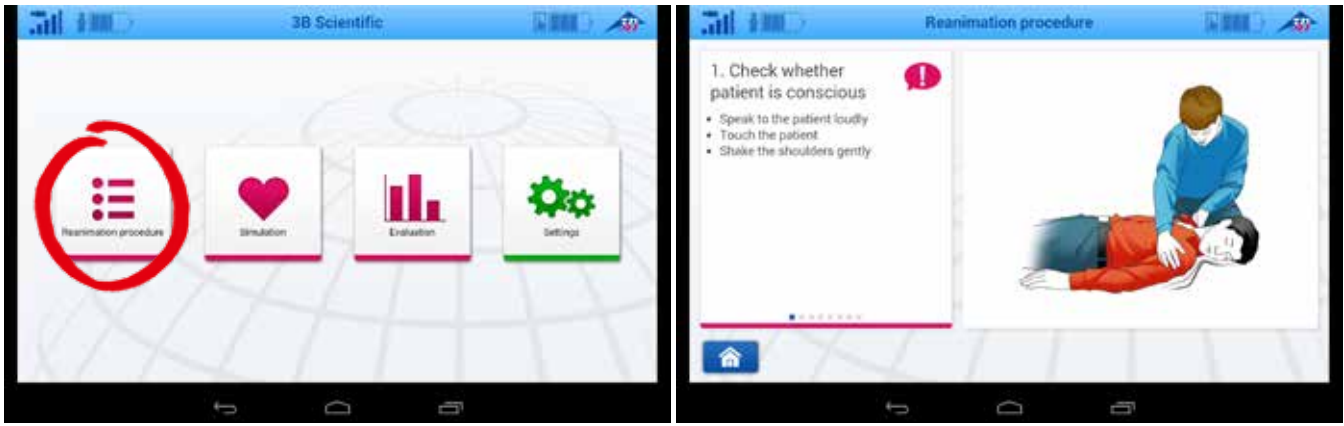 3B Scientific
Reanimation procedure
Simulation
Evaluation
Settings
Reanimation procedure
1. Check whether
patient is conscious
• Speak to the patient loudly
• Touch the patient
• Shake the shoulders gently